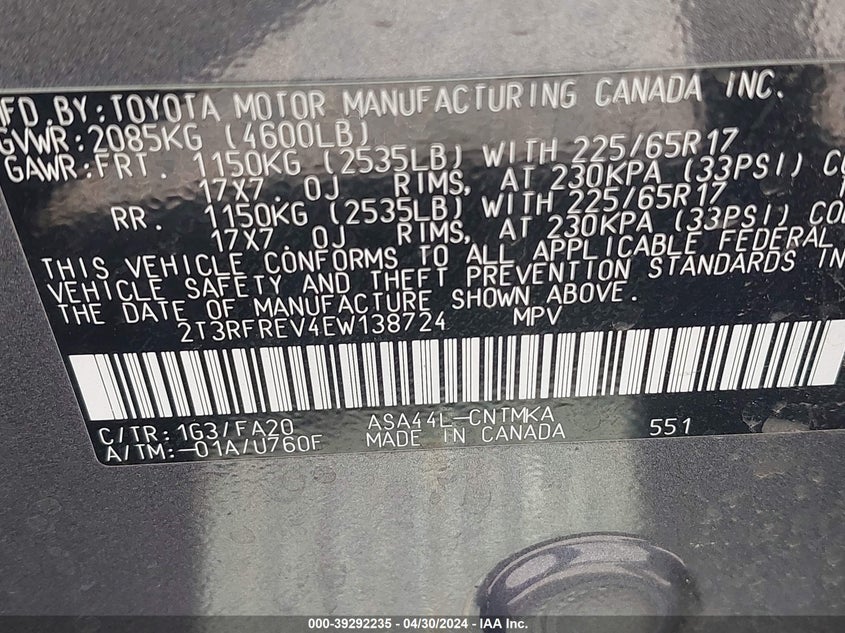 MFD. BY: TOYOTA MOTOR MANUFACTURING CANADA INC.
GVWR: 2085KG (4600LB)
GAWR: FRT. 1150KG (2535LB) WITH 225/65R17
17X7.0J RIMS, AT 230KPA (33PSI)
RR. 1150KG (2535LB) WITH 225/65R17
17X7.0J RIMS, AT 230KPA (33PSI)
THIS VEHICLE CONFORMS TO ALL APPLICABLE FEDERAL
VEHICLE SAFETY AND THEFT PREVENTION STANDARDS IN
THE DATE OF MANUFACTURE SHOWN ABOVE.
2T3RFREV4EW138724 MPV
C/TR: 1G3/FA20 ASA44L-CNTMKA
A/TM:-01A/U760F MADE IN CANADA 551
000-39292235 - 04/30/2024 - IAA Inc.